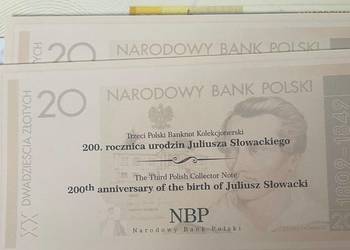 20 NARODOWY BANK POLSKI
20 NARODOWY BANK POLSKI
XX DWADZIEŚCIA ZŁOTYCH
Trzeci Polski Banknot Kolekcjonerski
200. rocznica urodzin Juliusza Słowackiego
The Third Polish Collector Note
200th anniversary of the birth of Juliusz Słowacki
NBP
Narodowy Bank Polski
1809-1849